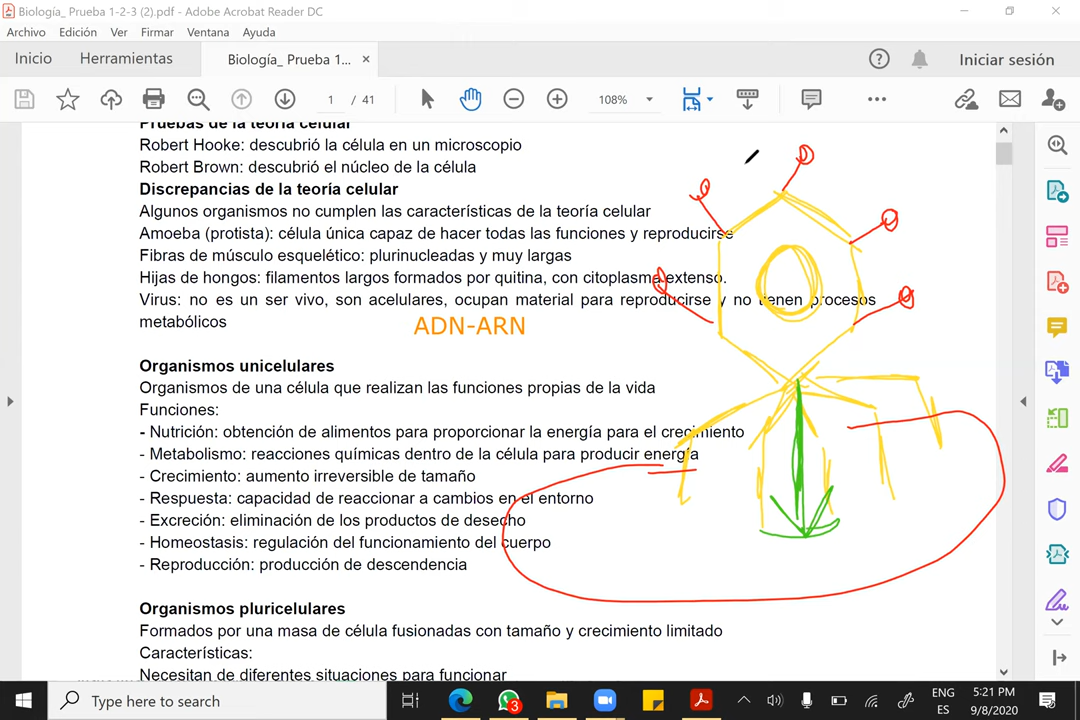 Biología_ Prueba 1-2-3 (2).pdf - Adobe Acrobat Reader DC
Archivo Edición Ver Firmar Ventana Ayuda
Inicio Herramientas Biología_ Prueba 1... × Iniciar sesión
1 / 41 108%
Pruebas de la teoría celular
Robert Hooke: descubrió la célula en un microscopio
Robert Brown: descubrió el núcleo de la célula
Discrepancias de la teoría celular
Algunos organismos no cumplen las características de la teoría celular
Amoeba (protista): célula única capaz de hacer todas las funciones y reproducirse
Fibras de músculo esquelético: plurinucleadas y muy largas
Hijas de hongos: filamentos largos formados por quitina, con citoplasma extenso.
Virus: no es un ser vivo, son acelulares, ocupan material para reproducirse y no tienen procesos
metabólicos
ADN-ARN
Organismos unicelulares
Organismos de una célula que realizan las funciones propias de la vida
Funciones:
- Nutrición: obtención de alimentos para proporcionar la energía para el crecimiento
- Metabolismo: reacciones químicas dentro de la célula para producir energía
- Crecimiento: aumento irreversible de tamaño
- Respuesta: capacidad de reaccionar a cambios en el entorno
- Excreción: eliminación de los productos de desecho
- Homeostasis: regulación del funcionamiento del cuerpo
- Reproducción: producción de descendencia
Organismos pluricelulares
Formados por una masa de célula fusionadas con tamaño y crecimiento limitado
Características:
Necesitan de diferentes situaciones para funcionar
Type here to search
3
ENG
ES
5:21 PM
9/8/2020